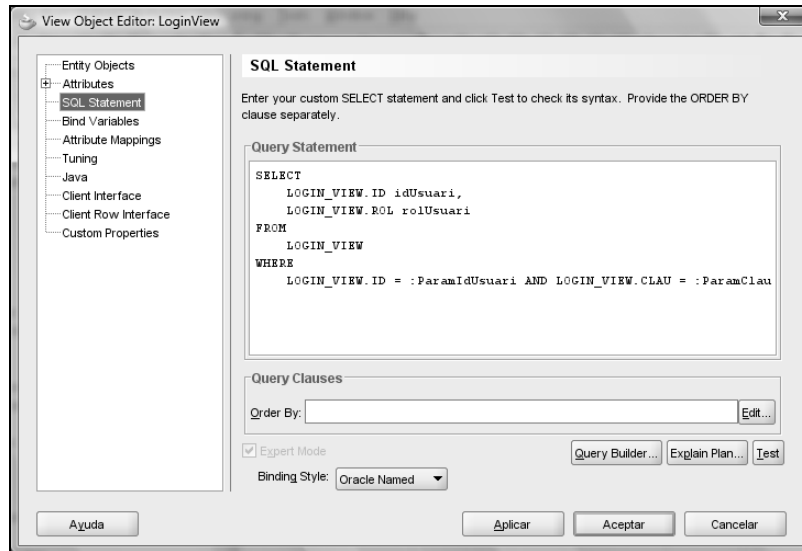 View Object Editor: LoginView
Entity Objects
Attributes
SQL Statement
Bind Variables
Attribute Mappings
Tuning
Java
Client Interface
Client Row Interface
Custom Properties
SQL Statement
Enter your custom SELECT statement and click Test to check its syntax. Provide the ORDER BY
clause separately.
Query Statement
SELECT
LOGIN_VIEW.ID idUsuari,
LOGIN_VIEW.ROL rolUsuari
FROM
LOGIN_VIEW
WHERE
LOGIN_VIEW.ID = :ParamIdUsuari AND LOGIN_VIEW.CLAU = :ParamClau
Query Clauses
Order By:
Edit...
Expert Mode
Query Builder...
Explain Plan...
Test
Binding Style: Oracle Named
Ayuda
Aplicar
Aceptar
Cancelar